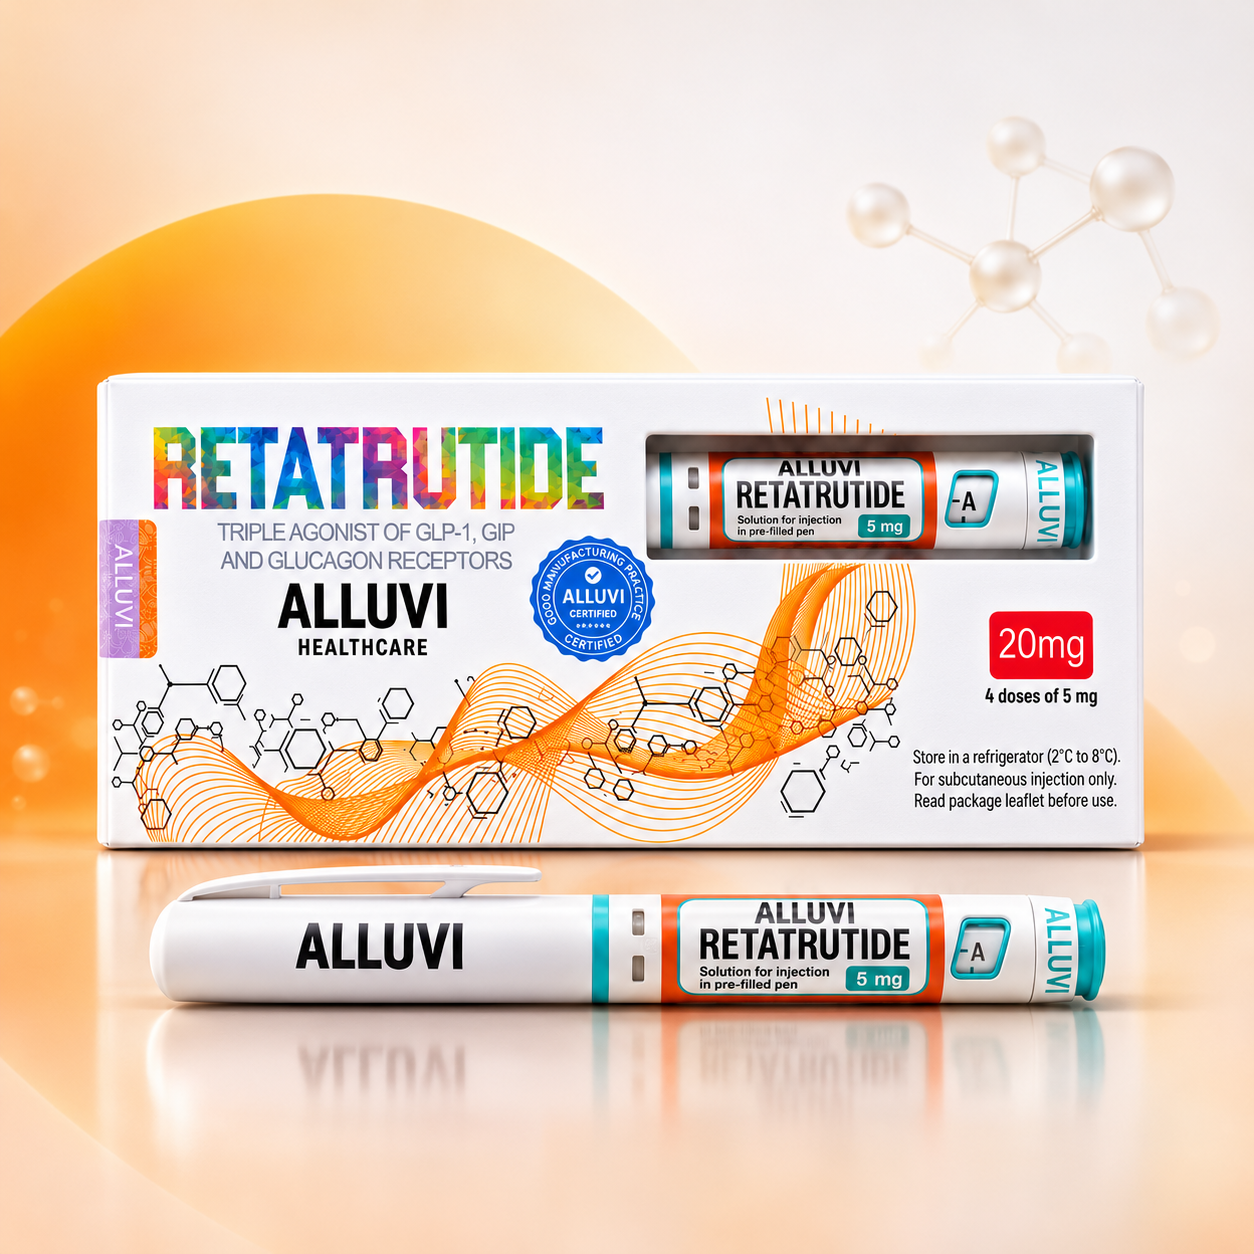 RETATRUTIDE
TRIPLE AGONIST OF GLP-1, GIP
AND GLUCAGON RECEPTORS
ALLUVI
HEALTHCARE
ALLUVI
GOOD MANUFACTURING PRACTICE
ALLUVI
CERTIFIED
CERTIFIED
ALLUVI
RETATRUTIDE
Solution for injection
in pre-filled pen
5 mg
-A
ALLUVI
20mg
4 doses of 5 mg
Store in a refrigerator (2°C to 8°C).
For subcutaneous injection only.
Read package leaflet before use.
ALLUVI
ALLUVI
RETATRUTIDE
Solution for injection
in pre-filled pen
5 mg
-A
ALLUVI